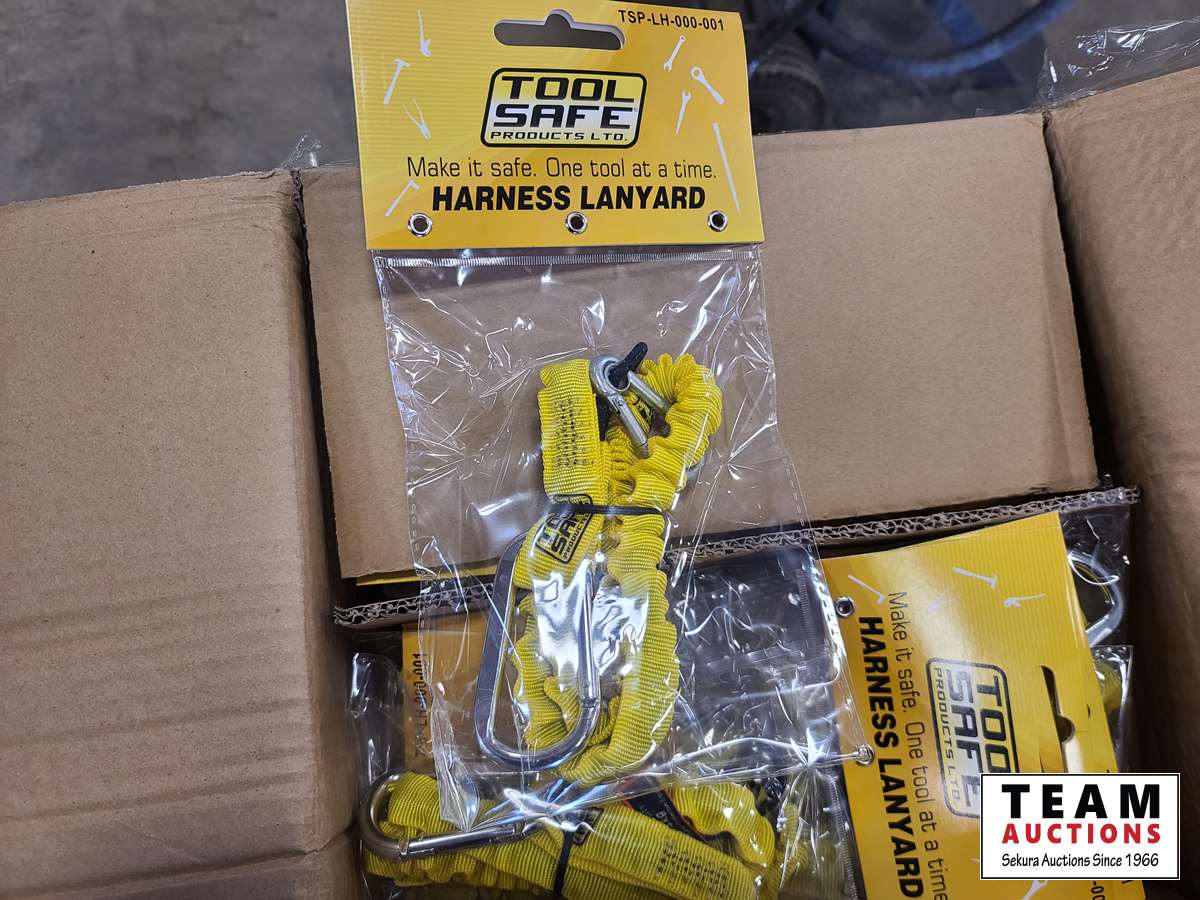 TSP-LH-000-001
TOOL
SAFE
PRODUCTS LTD.
Make it safe. One tool at a time.
HARNESS LANYARD
SAFE
Make it safe. One tool at a time
HARNESS LANYARD
TOOL
SAFE
PRODUCTS LTD.
TEAM
AUCTIONS
Sekura Auctions Since 1966